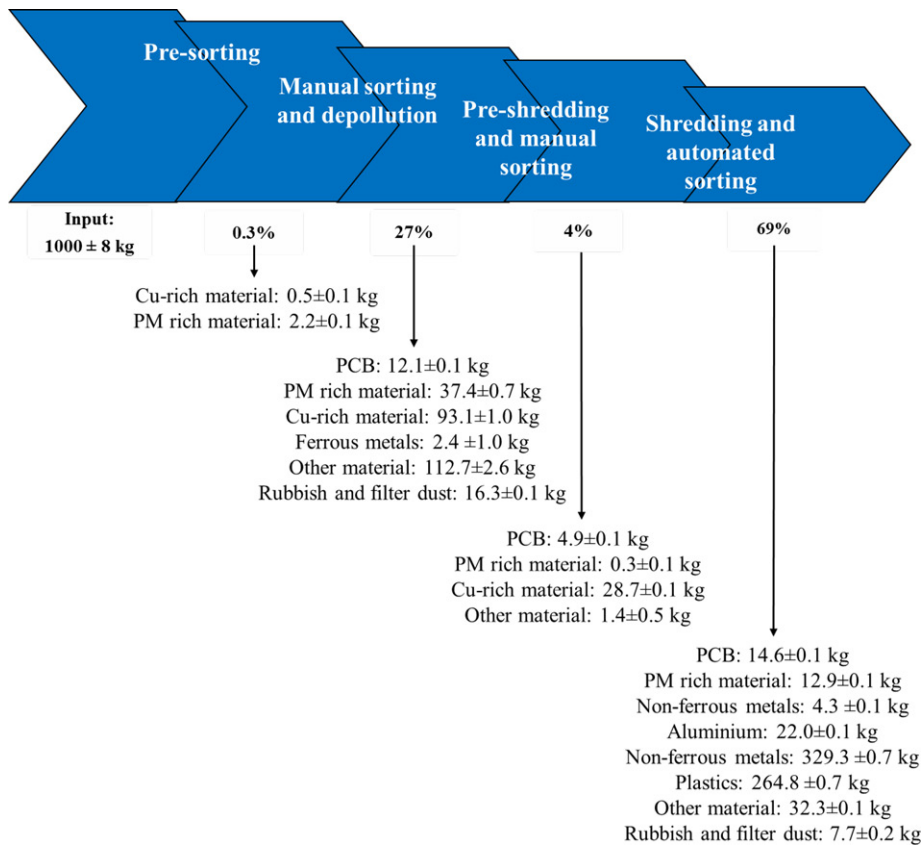 Pre-sorting
Manual sorting
and depollution
Pre-shredding
and manual
sorting
Shredding and
automated
sorting
Input:
1000 ± 8 kg
0.3%
27%
4%
69%
Cu-rich material: 0.5±0.1 kg
PM rich material: 2.2±0.1 kg
PCB: 12.1±0.1 kg
PM rich material: 37.4±0.7 kg
Cu-rich material: 93.1±1.0 kg
Ferrous metals: 2.4 ±1.0 kg
Other material: 112.7±2.6 kg
Rubbish and filter dust: 16.3±0.1 kg
PCB: 4.9±0.1 kg
PM rich material: 0.3±0.1 kg
Cu-rich material: 28.7±0.1 kg
Other material: 1.4±0.5 kg
PCB: 14.6±0.1 kg
PM rich material: 12.9±0.1 kg
Non-ferrous metals: 4.3 ±0.1 kg
Aluminium: 22.0±0.1 kg
Non-ferrous metals: 329.3 ±0.7 kg
Plastics: 264.8 ±0.7 kg
Other material: 32.3±0.1 kg
Rubbish and filter dust: 7.7±0.2 kg